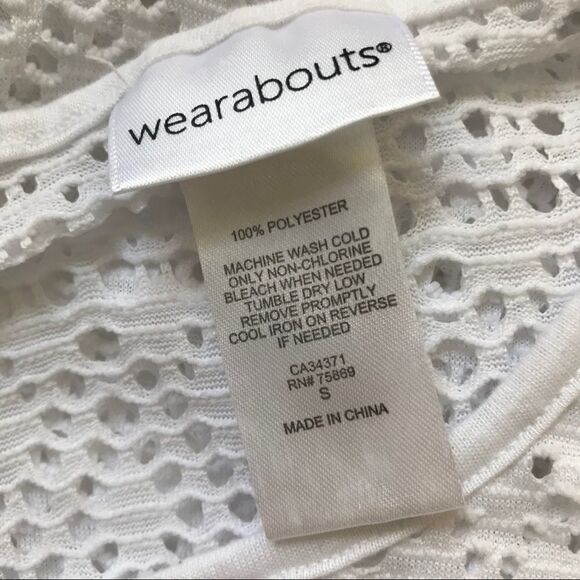 wearabouts®
100% POLYESTER
MACHINE WASH COLD
ONLY NON-CHLORINE
BLEACH WHEN NEEDED
TUMBLE DRY LOW
REMOVE PROMPTLY
COOL IRON ON REVERSE
IF NEEDED
CA34371
RN# 75869
S
MADE IN CHINA